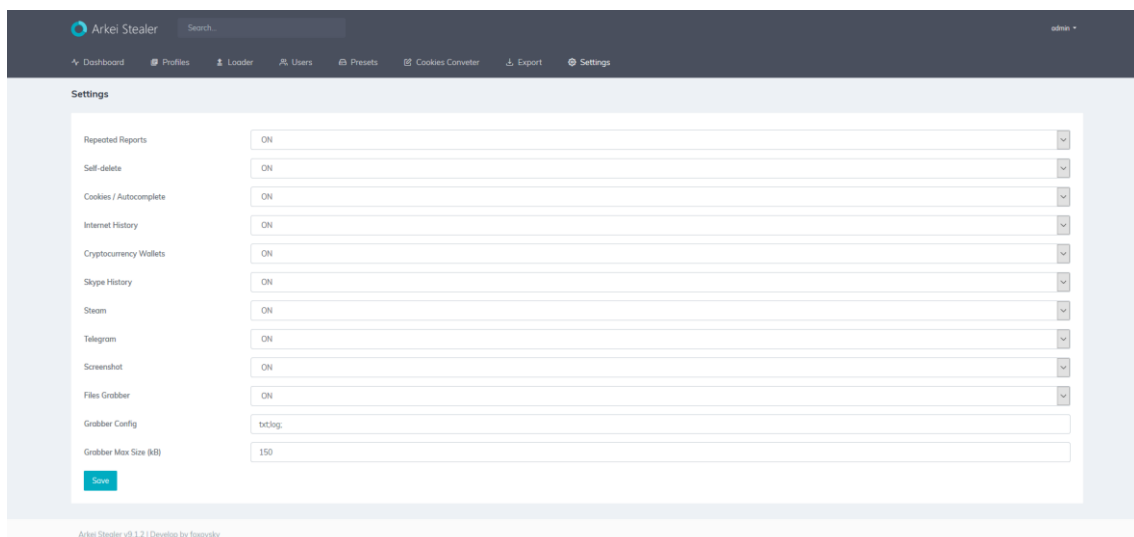 Arkei Stealer Search.. admin
Dashboard Profiles Loader Users Presets Cookies Conveter Export Settings
Settings
Repeated Reports ON
Self-delete ON
Cookies / Autocomplete ON
Internet History ON
Cryptocurrency Wallets ON
Skype History ON
Steam ON
Telegram ON
Screenshot ON
Files Grabber ON
Grabber Config txt;log;
Grabber Max Size (kB) 150
Save
Arkei Stealer v9.1.2 | Develop by foxovsky